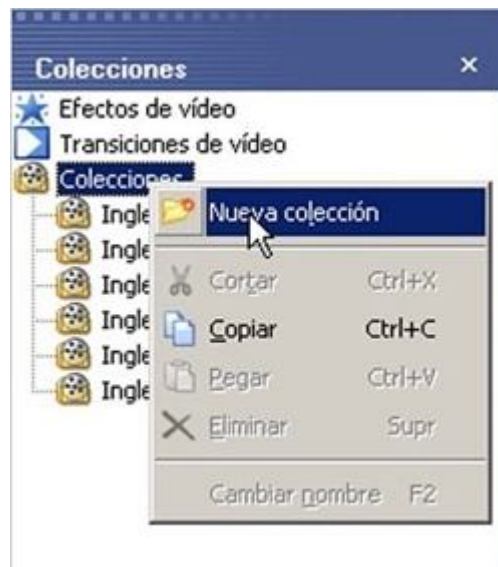 Colecciones
Efectos de vídeo
Transiciones de vídeo
Colecciones
Ingle
Nueva colección
Ingle
Ingle
Cortar Ctrl+X
Ingle
Copiar Ctrl+C
Ingle
Pegar Ctrl+V
Ingle
Eliminar Supr
Cambiar nombre F2